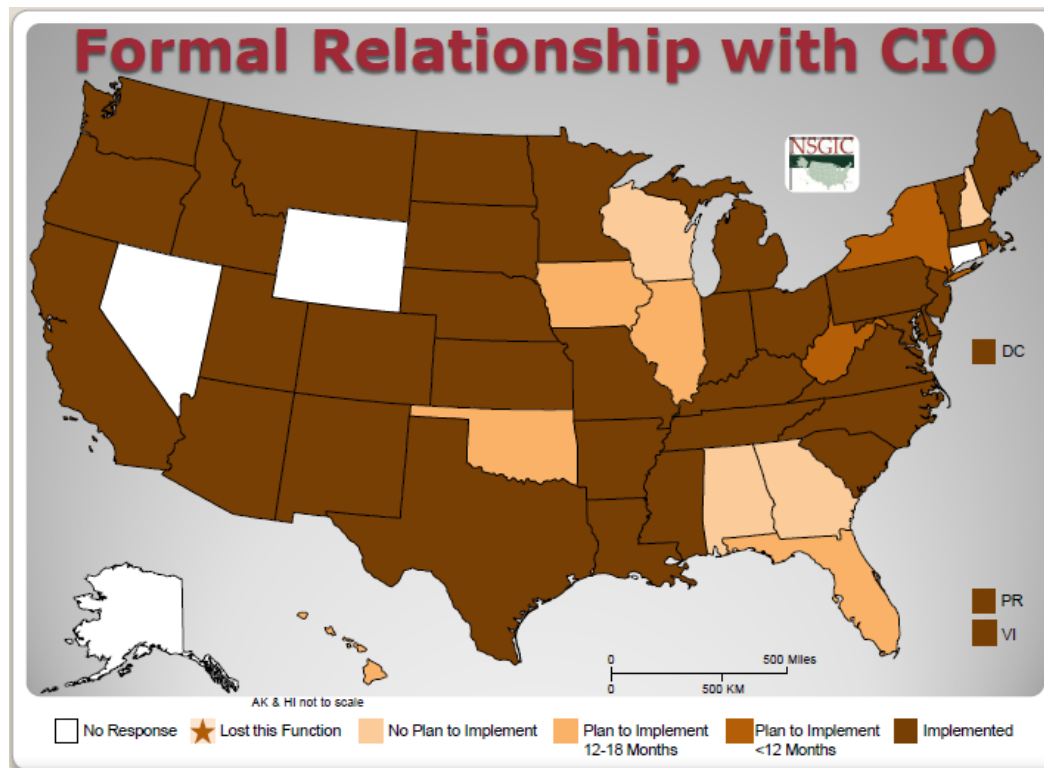 Formal Relationship with CIO
NSGIC
DC
PR
VI
0 500 Miles
0 500 KM
AK & HI not to scale
No Response
Lost this Function
No Plan to Implement
Plan to Implement
12-18 Months
Plan to Implement
<12 Months
Implemented